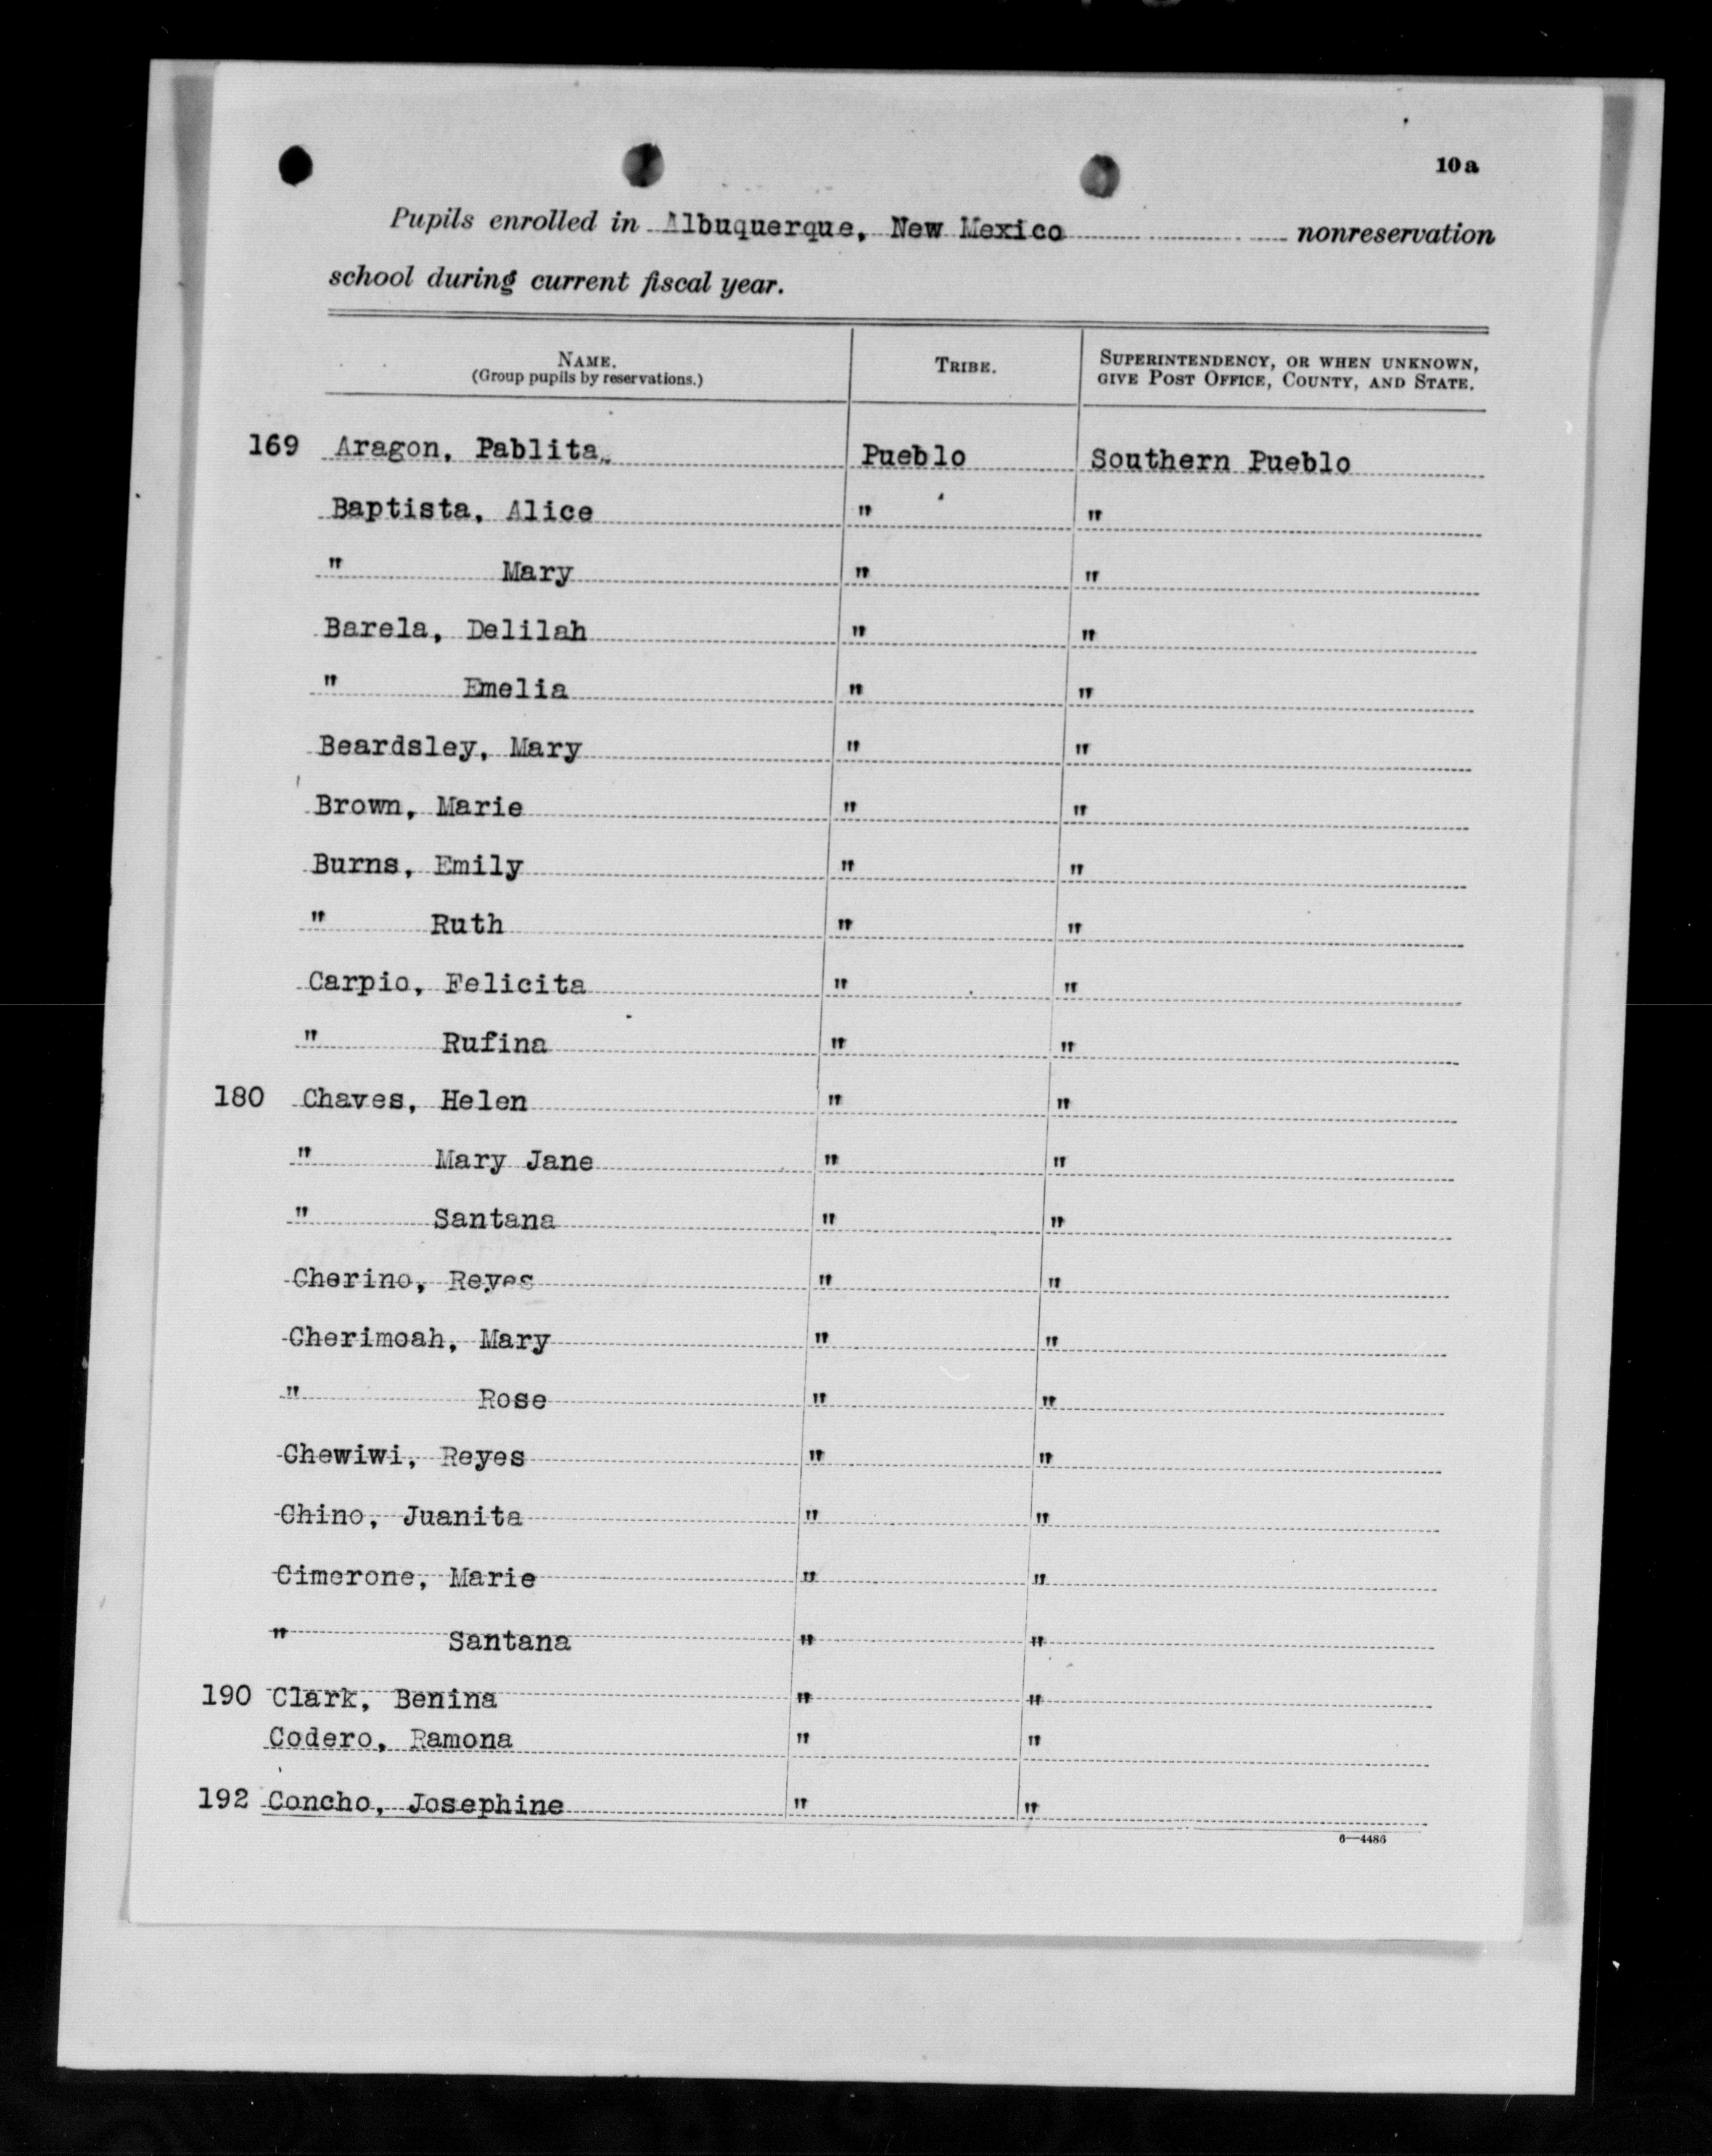 10a
Pupils enrolled in Albuquerque, New Mexico nonreservation
school during current fiscal year.
NAME. (Group pupils by reservations.) TRIBE. SUPERINTENDENCY, OR WHEN UNKNOWN, GIVE POST OFFICE, COUNTY, AND STATE.
169 Aragon, Pablita. Pueblo Southern Pueblo
Baptista, Alice " "
" Mary " "
Barela, Delilah " "
" Emelia " "
Beardsley, Mary " "
Brown, Marie " "
Burns, Emily " "
" Ruth " "
Carpio, Felicita " "
" Rufina " "
180 Chaves, Helen " "
" Mary Jane " "
" Santana " "
Cherino, Reyes " "
Cherimoah, Mary " "
" Rose " "
Chewiwi, Reyes " "
Chino, Juanita " "
Cimerone, Marie " "
" Santana " "
190 Clark, Benina " "
Codero, Ramona " "
192 Concho, Josephine " "
6—4486